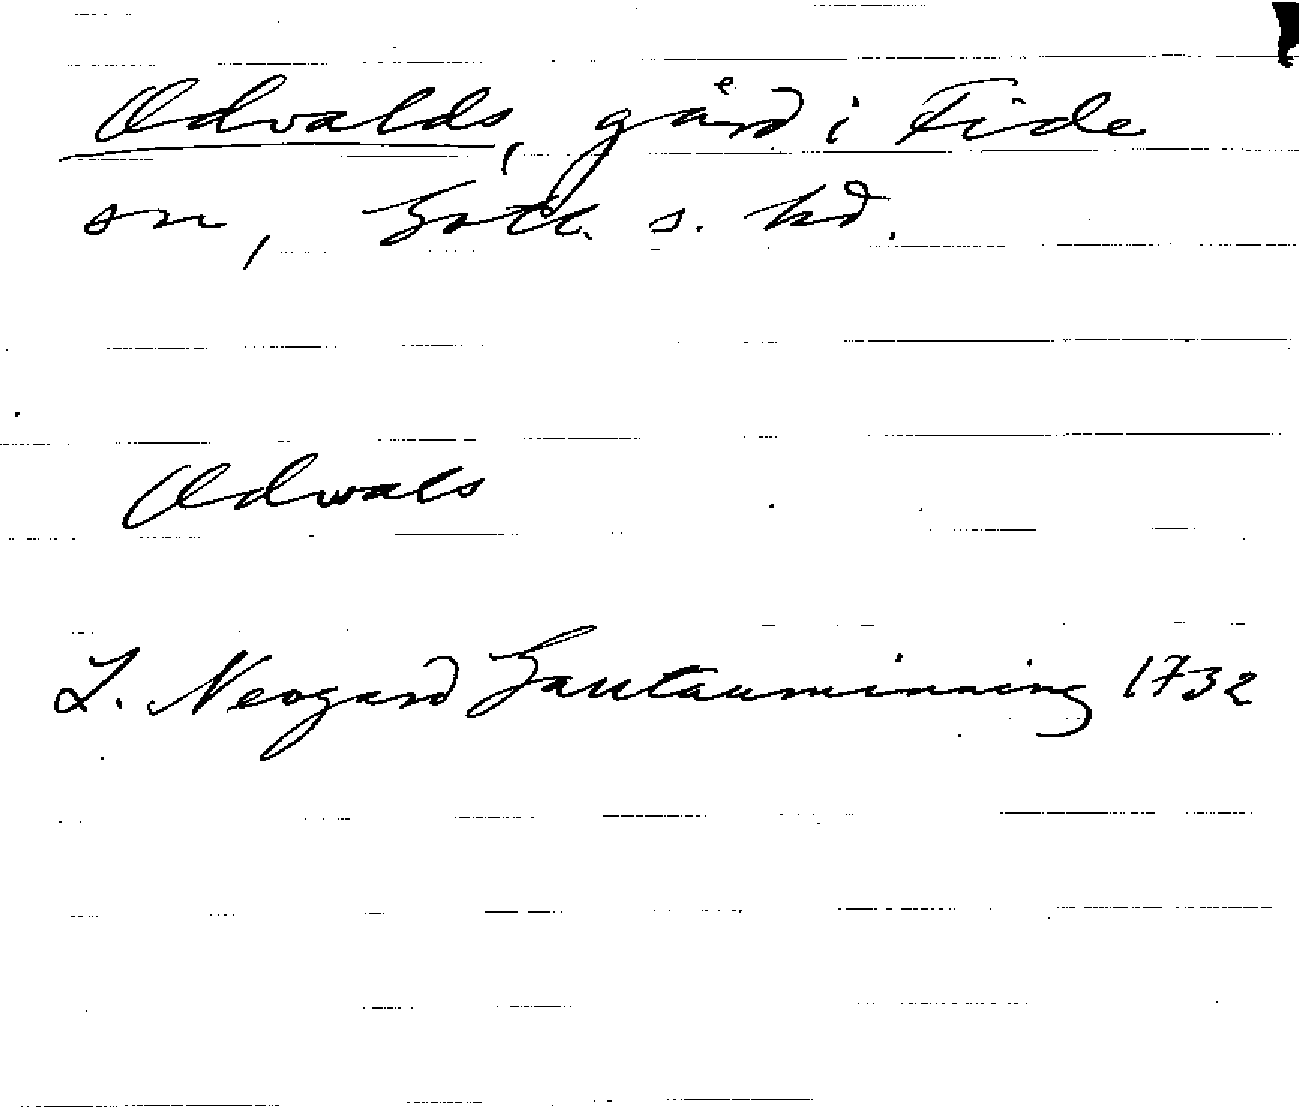 Odvalds, gård i Fide
sn, Gotl. s. hd.
Odwals
L. Neogard Gautauminning 1732